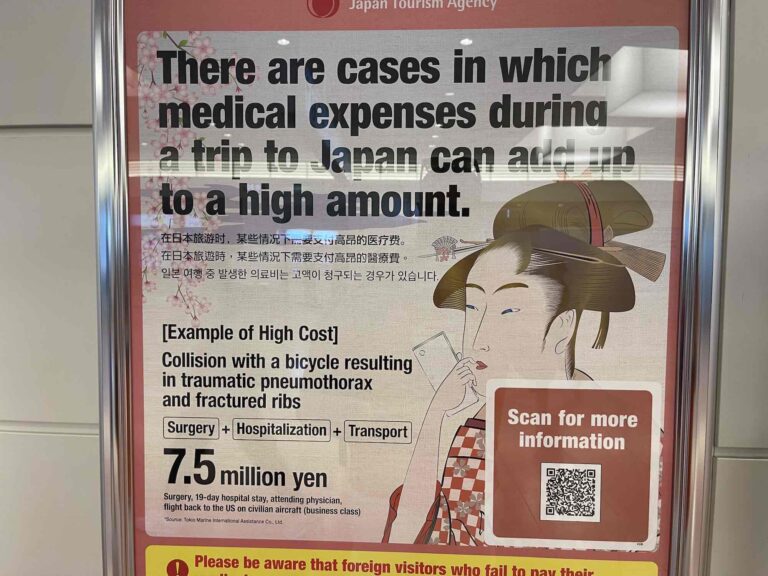 Japan Tourism Agency
There are cases in which
medical expenses during
a trip to Japan can add up
to a high amount.
在日本旅游时，某些情况下需要支付高昂的医疗费。
在日本旅遊時，某些情況下需要支付高昂的醫療費。
일본 여행 중 발생한 의료비는 고액이 청구되는 경우가 있습니다.
[Example of High Cost]
Collision with a bicycle resulting
in traumatic pneumothorax
and fractured ribs
Surgery + Hospitalization + Transport
7.5 million yen
Surgery, 19-day hospital stay, attending physician,
flight back to the US on civilian aircraft (business class)
*Source: Tokio Marine International Assistance Co., Ltd.
Scan for more
information
Please be aware that foreign visitors who fail to pay their